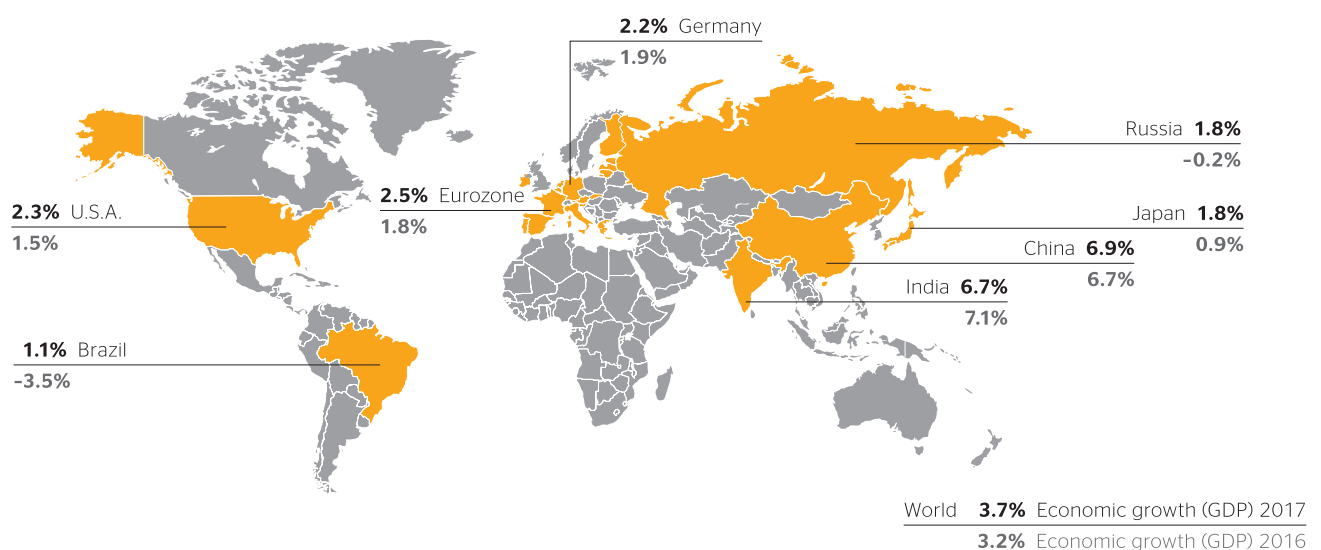 2.2% Germany
1.9%
Russia 1.8%
–0.2%
2.5% Eurozone
1.8%
2.3% U.S.A.
1.5%
Japan 1.8%
0.9%
China 6.9%
6.7%
India 6.7%
7.1%
1.1% Brazil
–3.5%
World 3.7% Economic growth (GDP) 2017
3.2% Economic growth (GDP) 2016